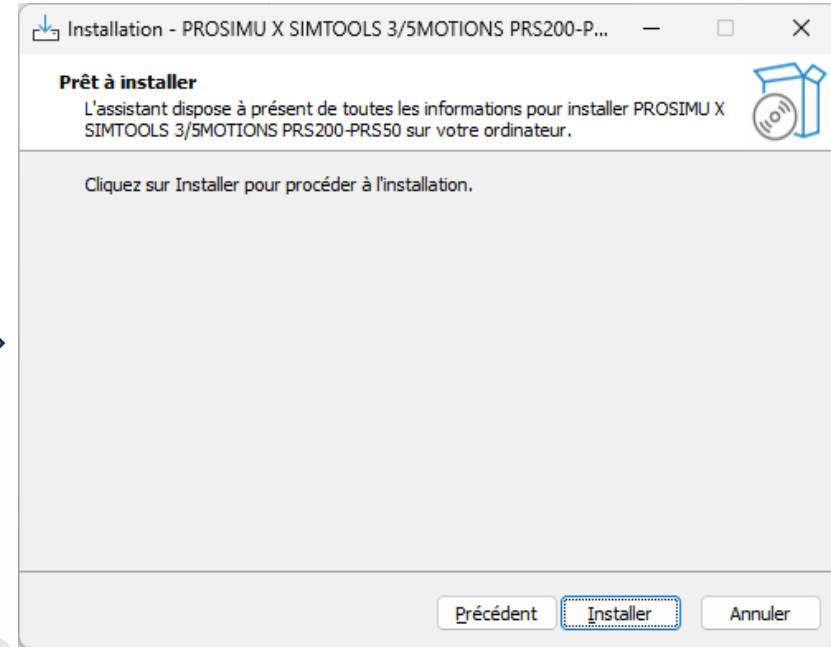 Installation - PROSIMU X SIMTOOLS 3/5MOTIONS PRS200-P...
Prêt à installer
L'assistant dispose à présent de toutes les informations pour installer PROSIMU X
SIMTOOLS 3/5MOTIONS PRS200-PRS50 sur votre ordinateur.
Cliquez sur Installer pour procéder à l'installation.
Précédent Installer Annuler